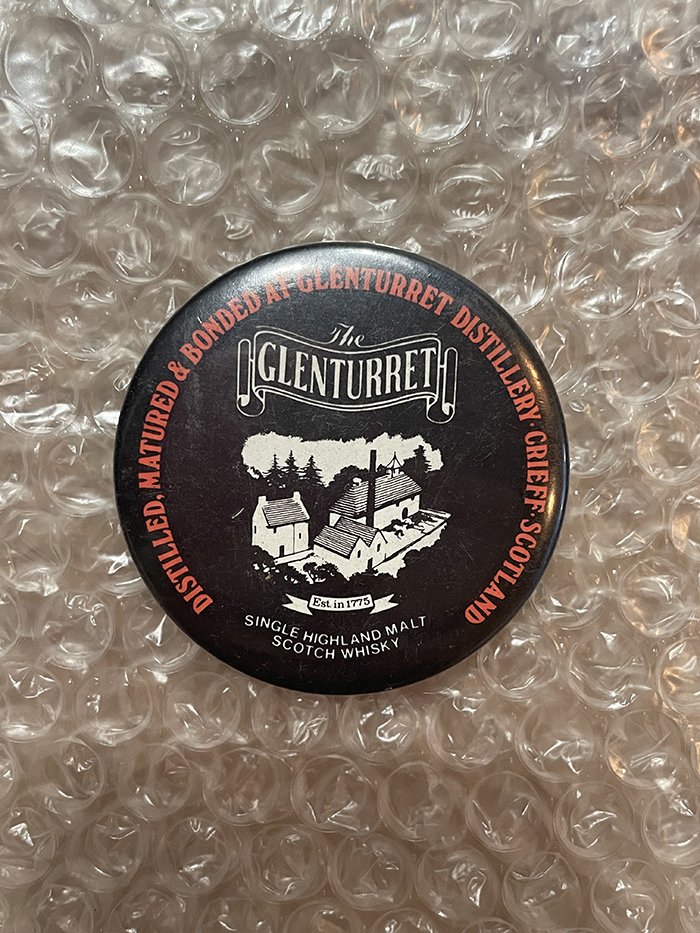 DISTILLED, MATURED & BONDED AT GLENTURRET DISTILLERY·CRIEFF·SCOTLAND
The
GLENTURRET
Est. in 1775
SINGLE HIGHLAND MALT
SCOTCH WHISKY